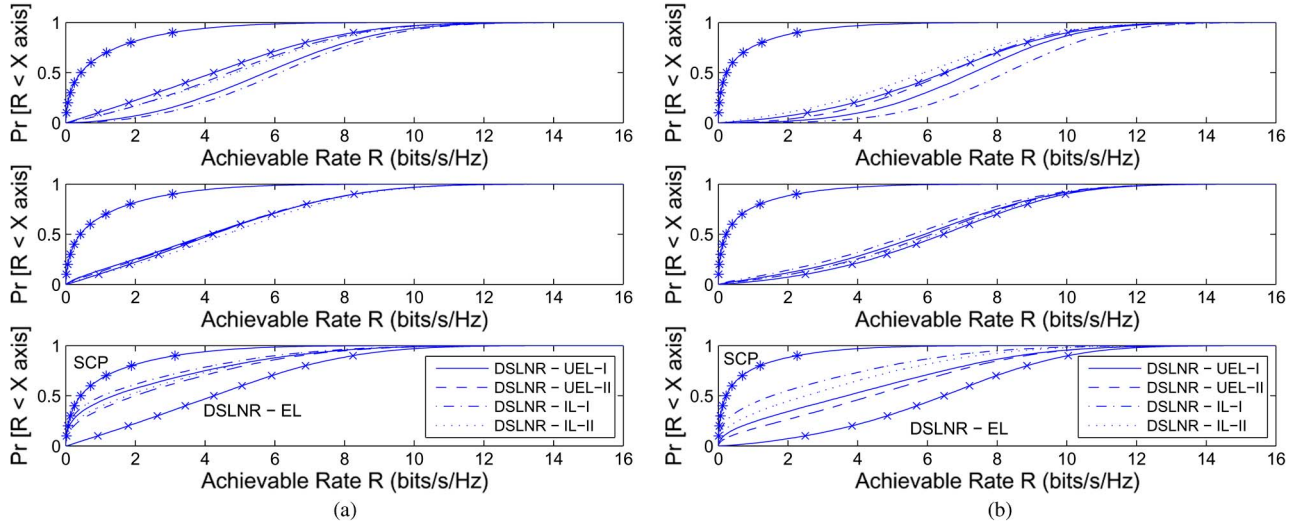 1
0.5
0
Pr [R < X axis]
0 2 4 6 8 10 12 14 16
Achievable Rate R (bits/s/Hz)
1
0.5
0
Pr [R < X axis]
0 2 4 6 8 10 12 14 16
Achievable Rate R (bits/s/Hz)
1
0.5
0
Pr [R < X axis]
SCP
DSLNR – EL
DSLNR – UEL–I
DSLNR – UEL–II
DSLNR – IL–I
DSLNR – IL–II
0 2 4 6 8 10 12 14 16
Achievable Rate R (bits/s/Hz)
(a)
1
0.5
0
Pr [R < X axis]
0 2 4 6 8 10 12 14 16
Achievable Rate R (bits/s/Hz)
1
0.5
0
Pr [R < X axis]
0 2 4 6 8 10 12 14 16
Achievable Rate R (bits/s/Hz)
1
0.5
0
Pr [R < X axis]
SCP
DSLNR – EL
DSLNR – UEL–I
DSLNR – UEL–II
DSLNR – IL–I
DSLNR – IL–II
0 2 4 6 8 10 12 14 16
Achievable Rate R (bits/s/Hz)
(b)